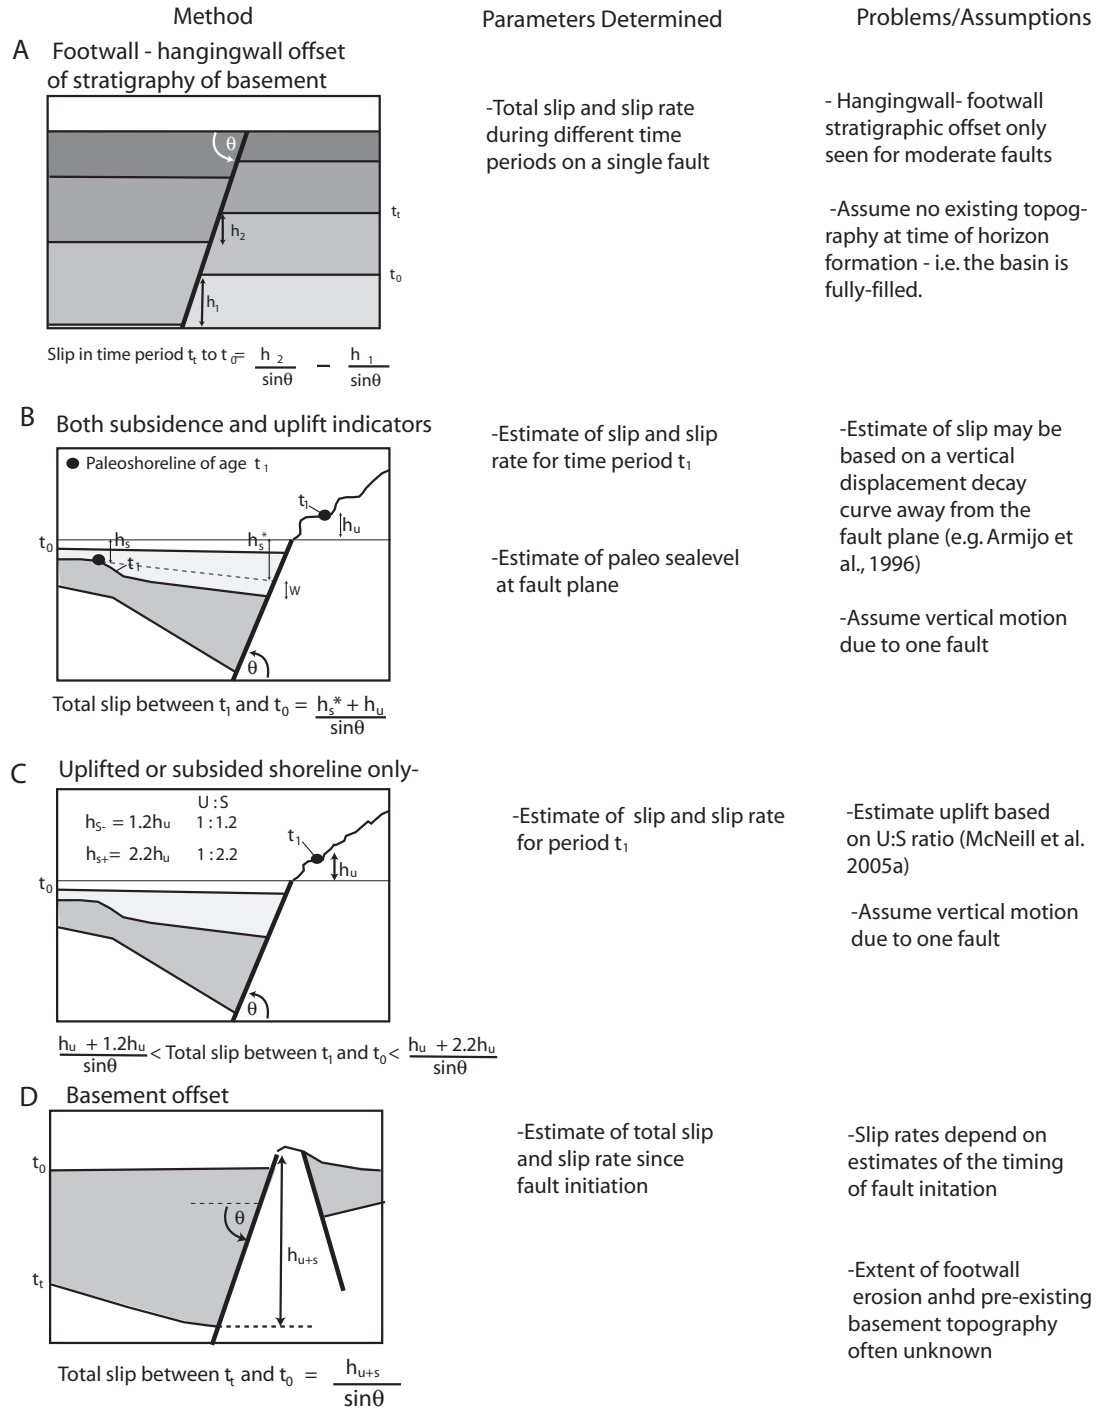 Method
Parameters Determined
Problems/Assumptions
A Footwall - hangingwall offset
of stratigraphy of basement
θ
tt
h2
t0
h1
Slip in time period tt to t0= h2/sinθ – h1/sinθ
-Total slip and slip rate
during different time
periods on a single fault
- Hangingwall- footwall
stratigraphic offset only
seen for moderate faults
-Assume no existing topog-
raphy at time of horizon
formation - i.e. the basin is
fully-filled.
B Both subsidence and uplift indicators
Paleoshoreline of age t1
t1
hu
t0
hs
hs*
t1
w
θ
Total slip between t1 and t0 = hs* + hu/sinθ
-Estimate of slip and slip
rate for time period t1
-Estimate of paleo sealevel
at fault plane
-Estimate of slip may be
based on a vertical
displacement decay
curve away from the
fault plane (e.g. Armijo et
al., 1996)
-Assume vertical motion
due to one fault
C Uplifted or subsided shoreline only-
U : S
hS- = 1.2hu 1 : 1.2
hs+= 2.2hu 1 : 2.2
t1
hu
t0
θ
hu + 1.2hu/sinθ < Total slip between t1 and t0< hu + 2.2hu/sinθ
-Estimate of slip and slip rate
for period t1
-Estimate uplift based
on U:S ratio (McNeill et al.
2005a)
-Assume vertical motion
due to one fault
D Basement offset
t0
θ
hu+s
tt
Total slip between tt and t0 = hu+s/sinθ
-Estimate of total slip
and slip rate since
fault initiation
-Slip rates depend on
estimates of the timing
of fault initation
-Extent of footwall
erosion anhd pre-existing
basement topography
often unknown